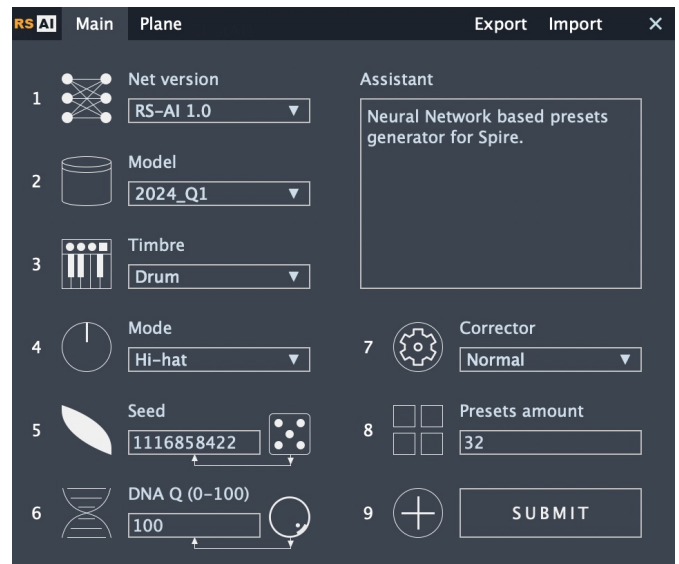 RS AI Main Plane Export Import ×
1 Net version
RS-AI 1.0
2 Model
2024_Q1
3 Timbre
Drum
4 Mode
Hi-hat
5 Seed
1116858422
6 DNA Q (0-100)
100
Assistant
Neural Network based presets
generator for Spire.
7 Corrector
Normal
8 Presets amount
32
9 SUBMIT